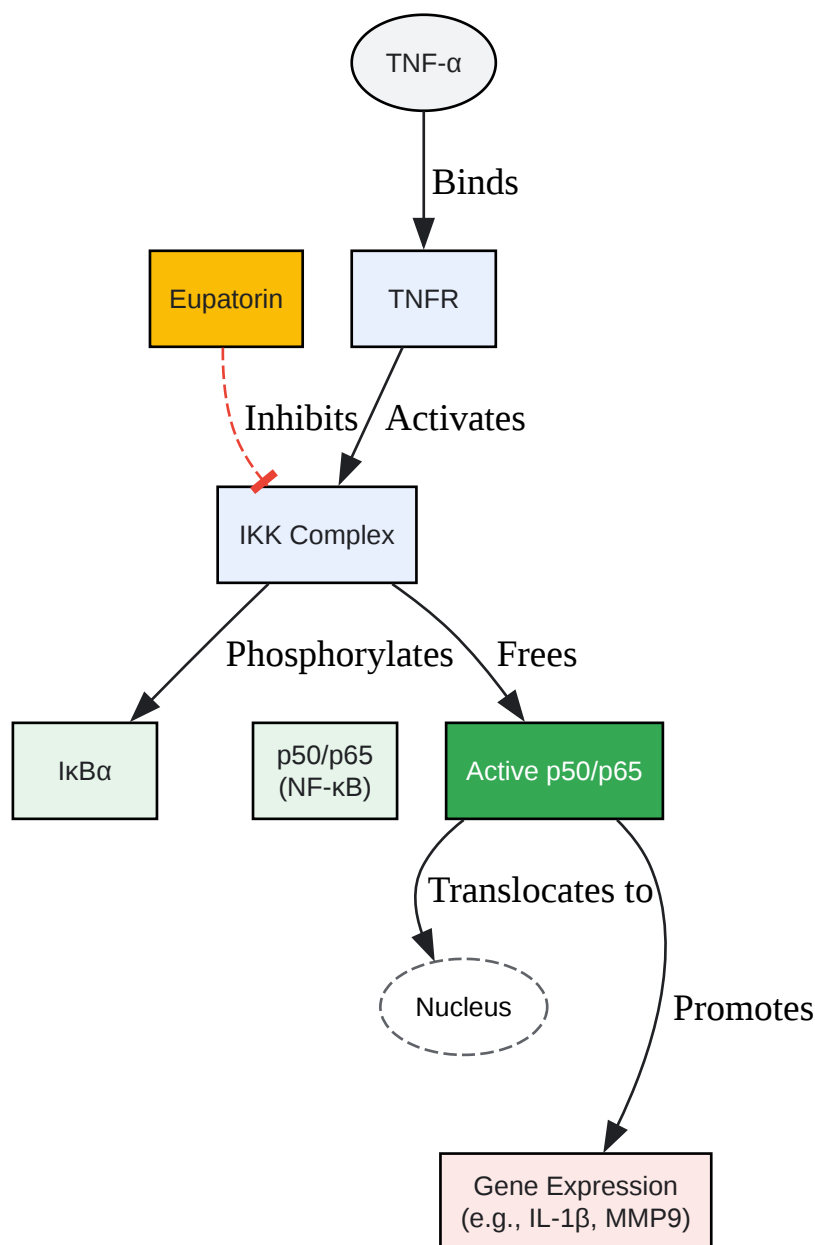 TNF-α
Binds
Eupatorin
TNFR
Inhibits
Activates
IKK Complex
Phosphorylates
Frees
IκBα
p50/p65
(NF-κB)
Active p50/p65
Translocates to
Nucleus
Promotes
Gene Expression
(e.g., IL-1β, MMP9)